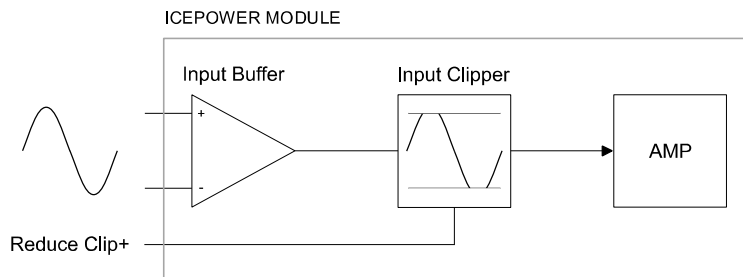 ICEPOWER MODULE
Input Buffer
Input Clipper
+
-
AMP
Reduce Clip+